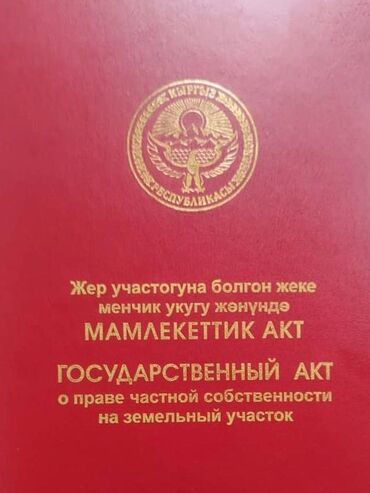 КЫРГЫЗ
РЕСПУБЛИКАСЫ
Жер участогуна болгон жеке
менчик укугу жөнүндө
МАМЛЕКЕТТИК АКТ
ГОСУДАРСТВЕННЫЙ АКТ
о праве частной собственности
на земельный участок